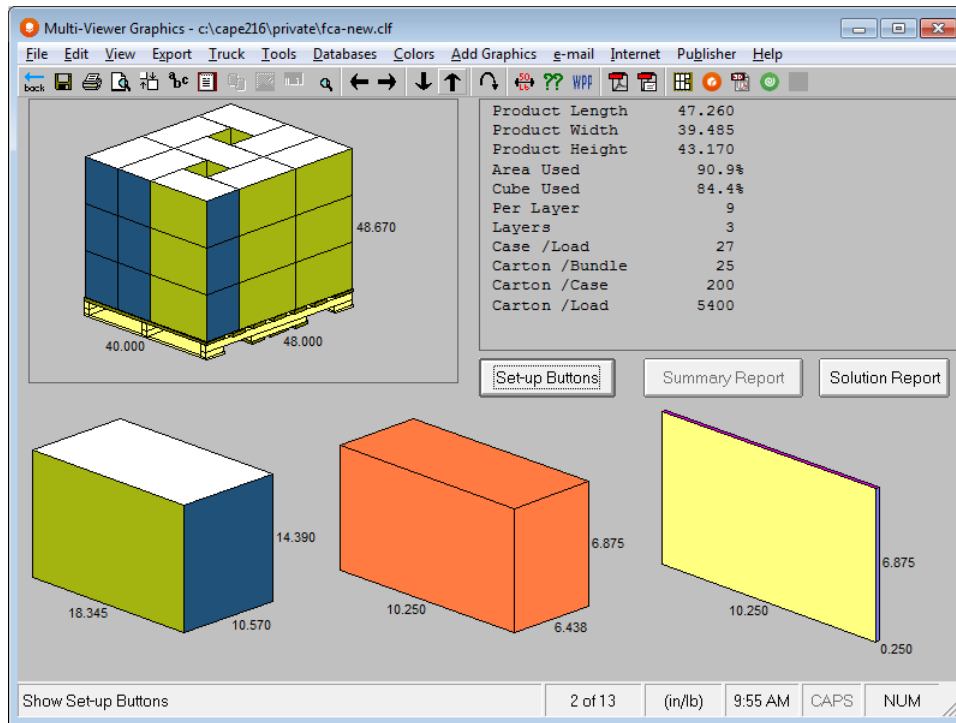 Multi-Viewer Graphics - c:\cape216\private\fca-new.clf
File Edit View Export Truck Tools Databases Colors Add Graphics e-mail Internet Publisher Help
back abc 50 Lb ?? WPP
Product Length 47.260
Product Width 39.485
Product Height 43.170
Area Used 90.9%
Cube Used 84.4%
Per Layer 9
Layers 3
Case /Load 27
Carton /Bundle 25
Carton /Case 200
Carton /Load 5400
48.670
40.000 48.000
Set-up Buttons Summary Report Solution Report
14.390
18.345 10.570
6.875
10.250 6.438
6.875
10.250 0.250
Show Set-up Buttons 2 of 13 (in/lb) 9:55 AM CAPS NUM